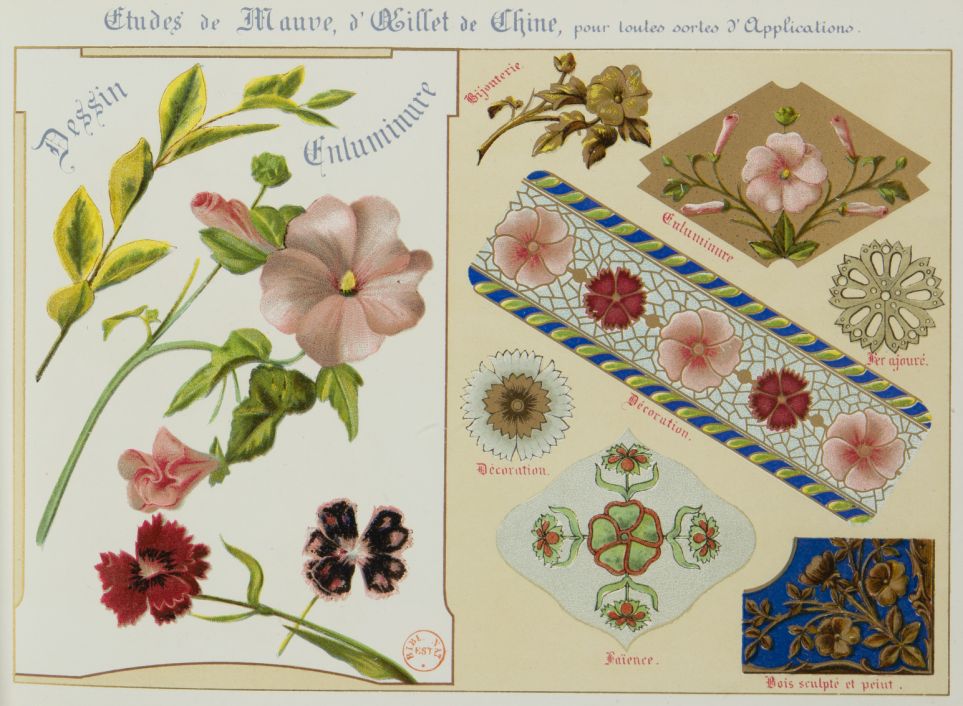 Etudes de Mauve, d'Œillet de Chine, pour toutes sortes d'Applications.
Dessin
Enluminure
Bijouterie.
Enluminure
Fer ajouré.
Décoration.
Décoration.
Faïence.
Bois sculpté et peint.
BIBL. NAT
EST